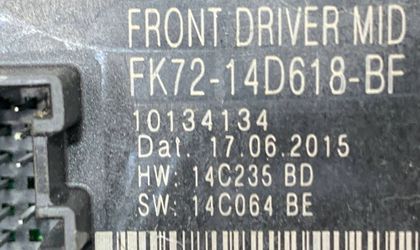 FRONT DRIVER MID
FK72-14D618-BF
10134134
Dat. 17.06.2015
HW: 14C235 BD
SW: 14C064 BE